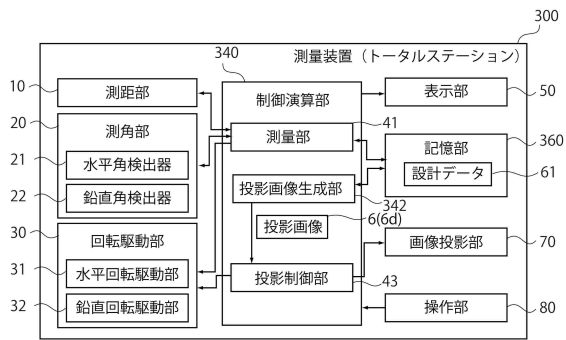 300
測量装置（トータルステーション）
340
10
測距部
制御演算部
表示部
50
20
測角部
41
測量部
記憶部
360
21
水平角検出器
設計データ
61
22
鉛直角検出器
投影画像生成部
342
投影画像
6(6d)
30
回転駆動部
画像投影部
70
31
水平回転駆動部
投影制御部
43
32
鉛直回転駆動部
操作部
80